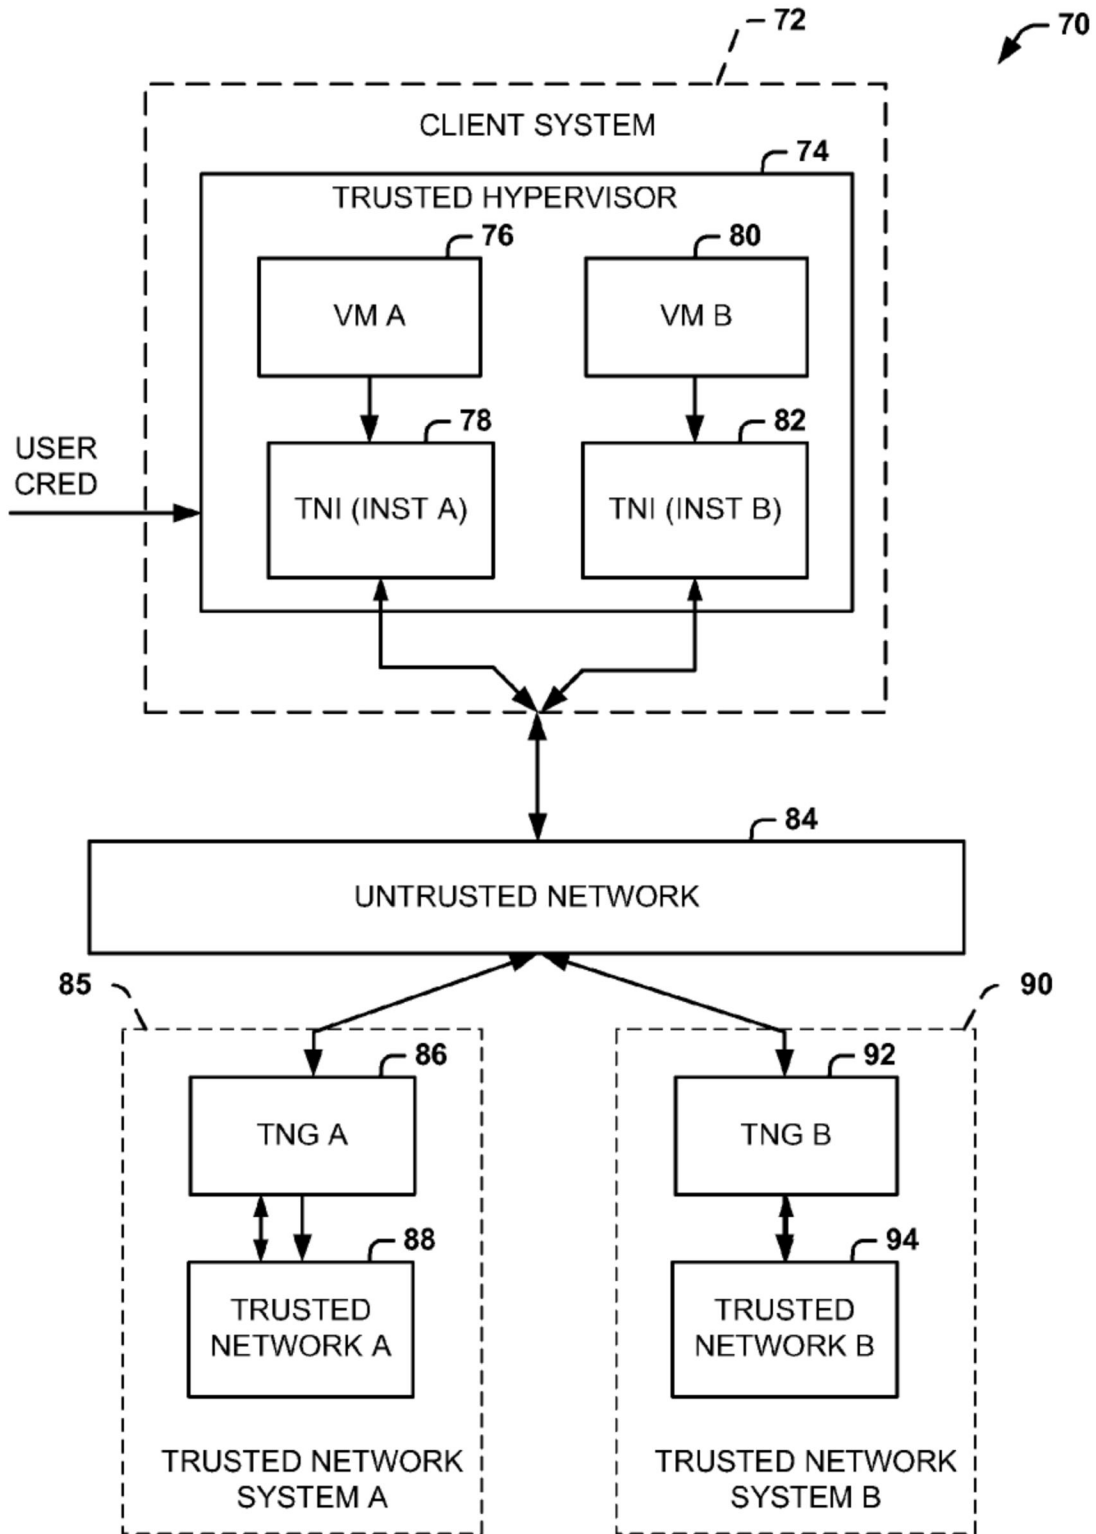 72
70
CLIENT SYSTEM
74
TRUSTED HYPERVISOR
76
80
VM A
VM B
78
82
USER
CRED
TNI (INST A)
TNI (INST B)
84
UNTRUSTED NETWORK
85
90
86
92
TNG A
TNG B
88
94
TRUSTED
NETWORK A
TRUSTED
NETWORK B
TRUSTED NETWORK
SYSTEM A
TRUSTED NETWORK
SYSTEM B